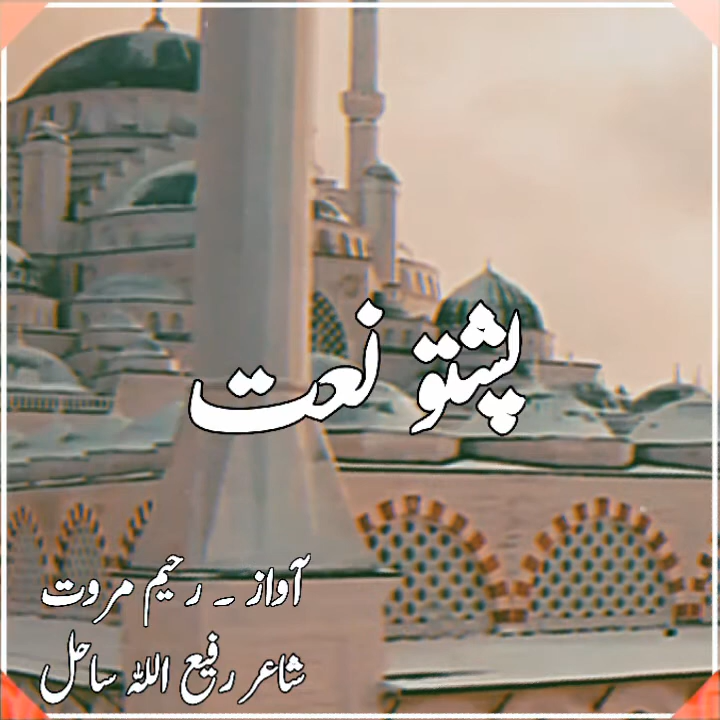 پشتو نعت
آواز ۔ رحیم مروت
شاعر رفیع اللہ ساحل